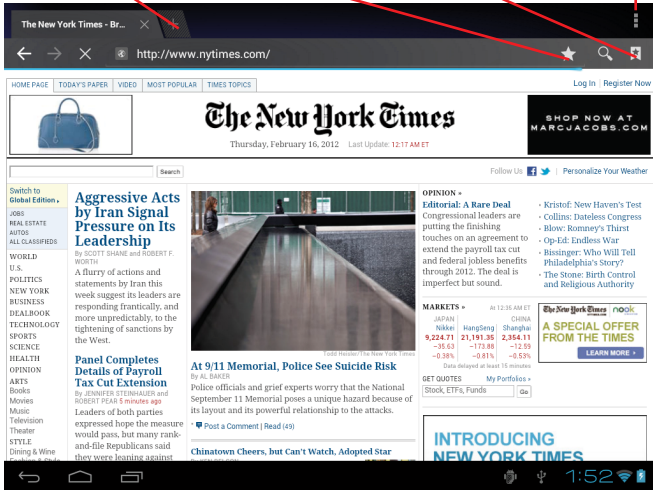 The New York Times - Br...
http://www.nytimes.com/
HOME PAGE
TODAY'S PAPER
VIDEO
MOST POPULAR
TIMES TOPICS
Log In
Register Now
The New York Times
Thursday, February 16, 2012 Last Update: 12:17 AM ET
SHOP NOW AT
MARCJACOBS.COM
Search
Follow Us
Personalize Your Weather
Switch to
Global Edition ▸
JOBS
REAL ESTATE
AUTOS
ALL CLASSIFIEDS
WORLD
U.S.
POLITICS
NEW YORK
BUSINESS
DEALBOOK
TECHNOLOGY
SPORTS
SCIENCE
HEALTH
OPINION
ARTS
Books
Movies
Music
Television
Theater
STYLE
Dining & Wine
Fashion & Style
Aggressive Acts
by Iran Signal
Pressure on Its
Leadership
By SCOTT SHANE and ROBERT F.
WORTH
A flurry of actions and
statements by Iran this
week suggest its leaders are
responding frantically, and
more unpredictably, to the
tightening of sanctions by
the West.
Panel Completes
Details of Payroll
Tax Cut Extension
By JENNIFER STEINHAUER and
ROBERT PEAR 5 minutes ago
Leaders of both parties
expressed hope the measure
would pass, but many rank-
and-file Republicans said
they were leaning against
Todd Heisler/The New York Times
At 9/11 Memorial, Police See Suicide Risk
By AL BAKER
Police officials and grief experts worry that the National
September 11 Memorial poses a unique hazard because of
its layout and its powerful relationship to the attacks.
• Post a Comment | Read (49)
Chinatown Cheers, but Can't Watch, Adopted Star
OPINION »
Editorial: A Rare Deal
Congressional leaders are
putting the finishing
touches on an agreement to
extend the payroll tax cut
and federal jobless benefits
through 2012. The deal is
imperfect but sound.
• Kristof: New Haven's Test
• Collins: Dateless Congress
• Blow: Romney's Thirst
• Op-Ed: Endless War
• Bissinger: Who Will Tell
Philadelphia's Story?
• The Stone: Birth Control
and Religious Authority
MARKETS »
At 12:35 AM ET
JAPAN CHINA
Nikkei HangSeng Shanghai
9,224.71 21,191.35 2,354.11
−35.63 −173.88 −12.59
−0.38% −0.81% −0.53%
Data delayed at least 15 minutes
GET QUOTES My Portfolios »
Stock, ETFs, Funds Go
The New York Times nook
A SPECIAL OFFER
FROM THE TIMES
LEARN MORE ›
INTRODUCING
NEW YORK TIMES
1:52